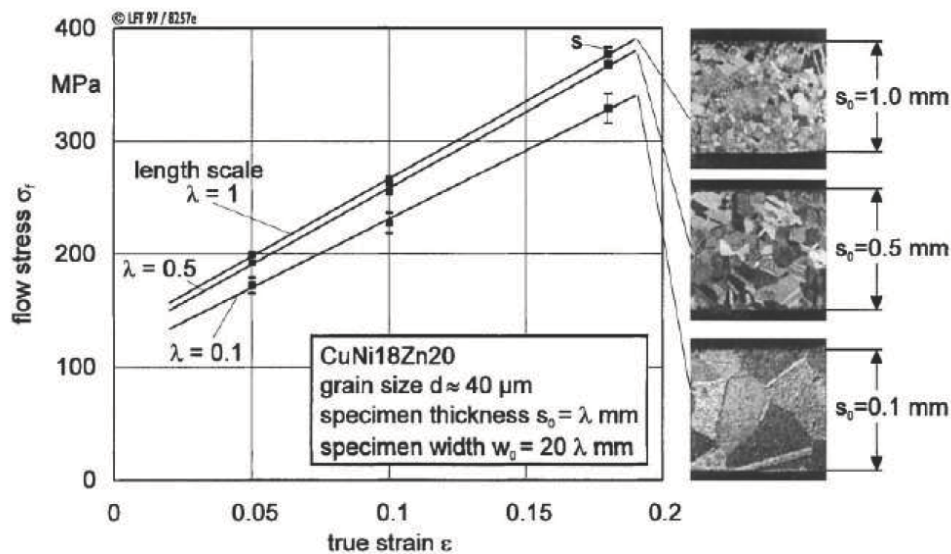 © LFT 97 / 8257e
400
MPa
300
200
100
0
flow stress σf
0
0.05
0.1
0.15
0.2
true strain ε
s
length scale
λ = 1
λ = 0.5
λ = 0.1
CuNi18Zn20
grain size d ≈ 40 µm
specimen thickness s₀ = λ mm
specimen width w₀ = 20 λ mm
s₀=1.0 mm
s₀=0.5 mm
s₀=0.1 mm